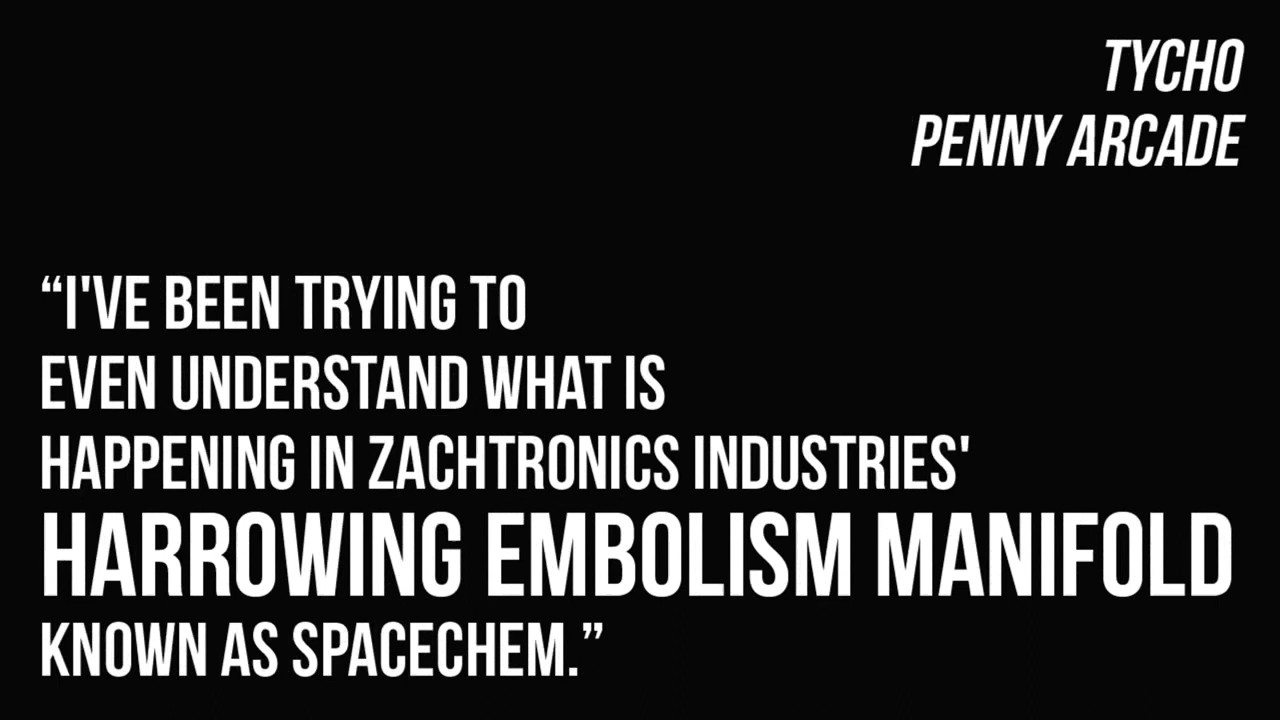 TYCHO
PENNY ARCADE
“I'VE BEEN TRYING TO
EVEN UNDERSTAND WHAT IS
HAPPENING IN ZACHTRONICS INDUSTRIES'
HARROWING EMBOLISM MANIFOLD
KNOWN AS SPACECHEM.”